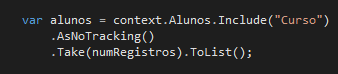 var alunos = context.Alunos.Include("Curso")
.AsNoTracking()
.Take(numRegistros).ToList();